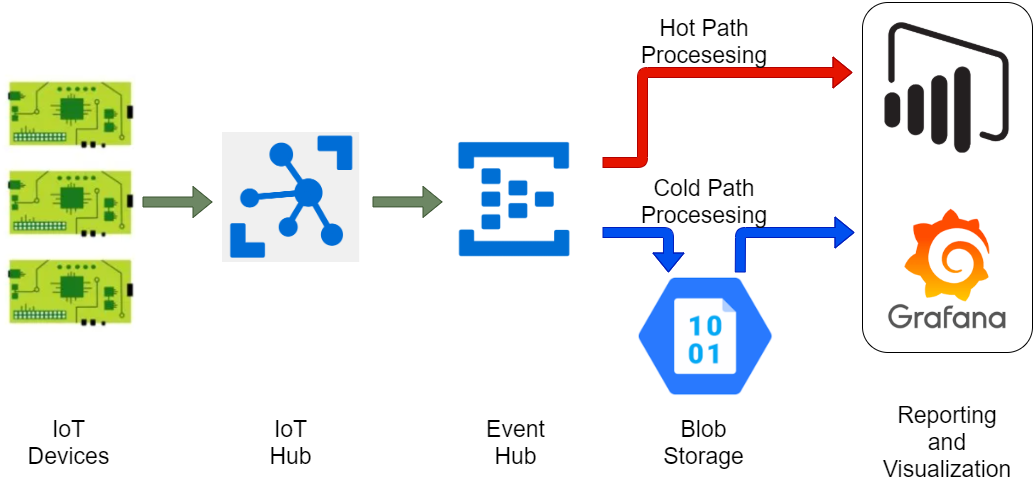 Hot Path
Procesesing
Cold Path
Procesesing
10
01
Grafana
IoT
Devices
IoT
Hub
Event
Hub
Blob
Storage
Reporting
and
Visualization